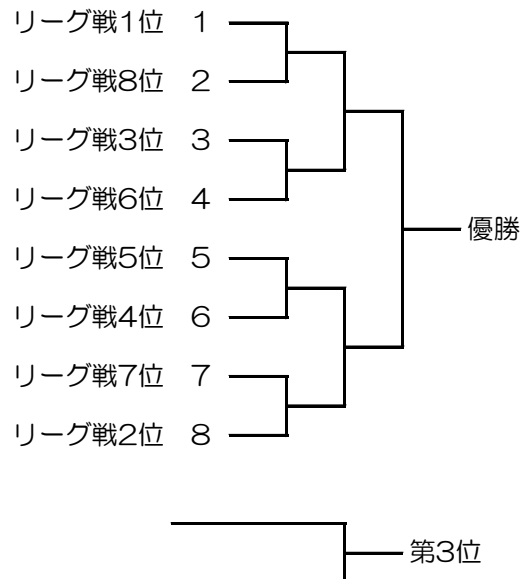 リーグ戦1位 1
リーグ戦8位 2
リーグ戦3位 3
リーグ戦6位 4
優勝
リーグ戦5位 5
リーグ戦4位 6
リーグ戦7位 7
リーグ戦2位 8
第3位